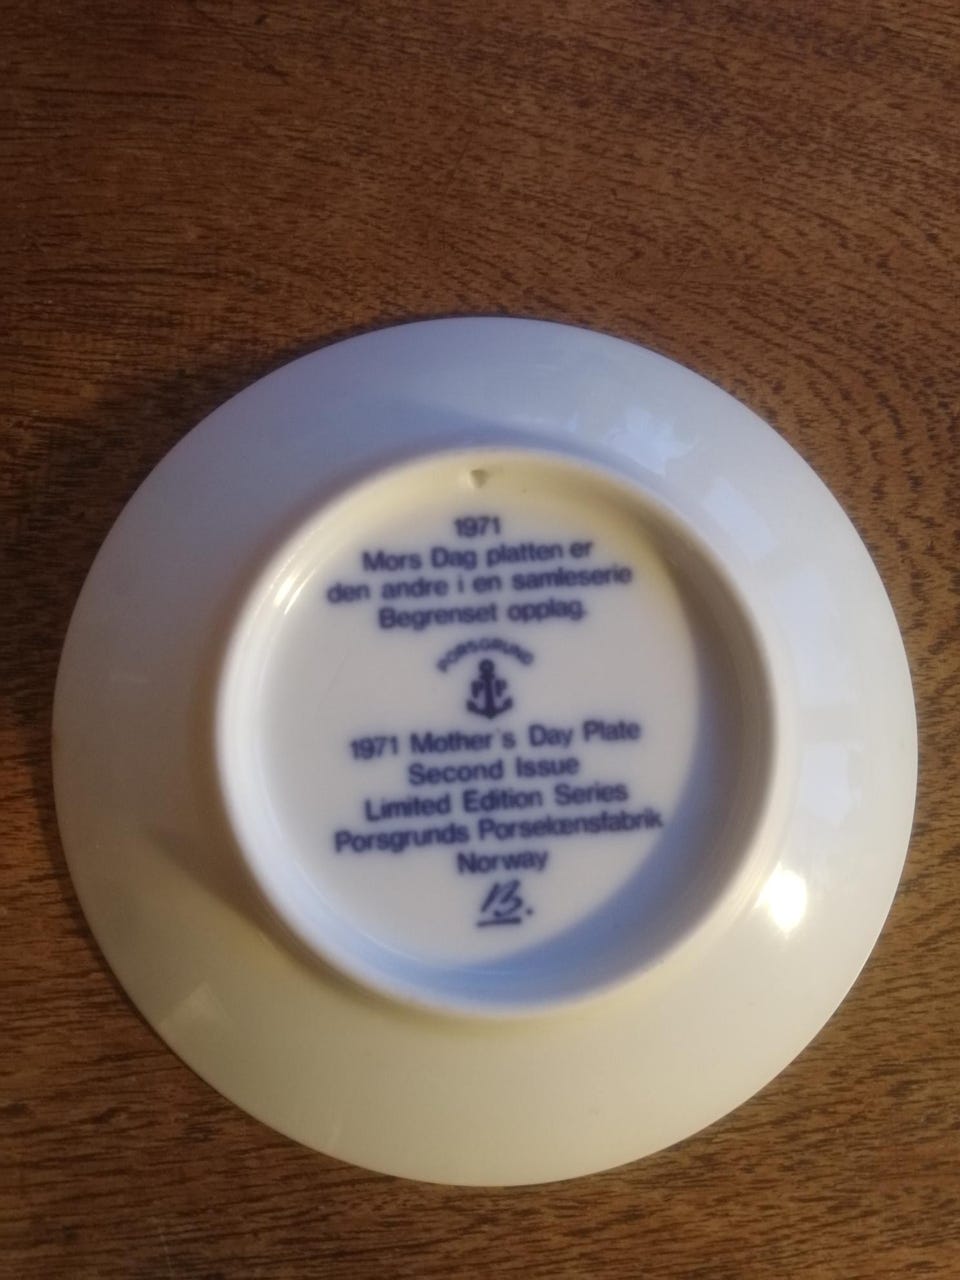 1971
Mors Dag platten er
den andre i en samleserie
Begrenset opplag.
PORSGRUND
P P
1971 Mother's Day Plate
Second Issue
Limited Edition Series
Porsgrunds Porselænsfabrik
Norway
B.